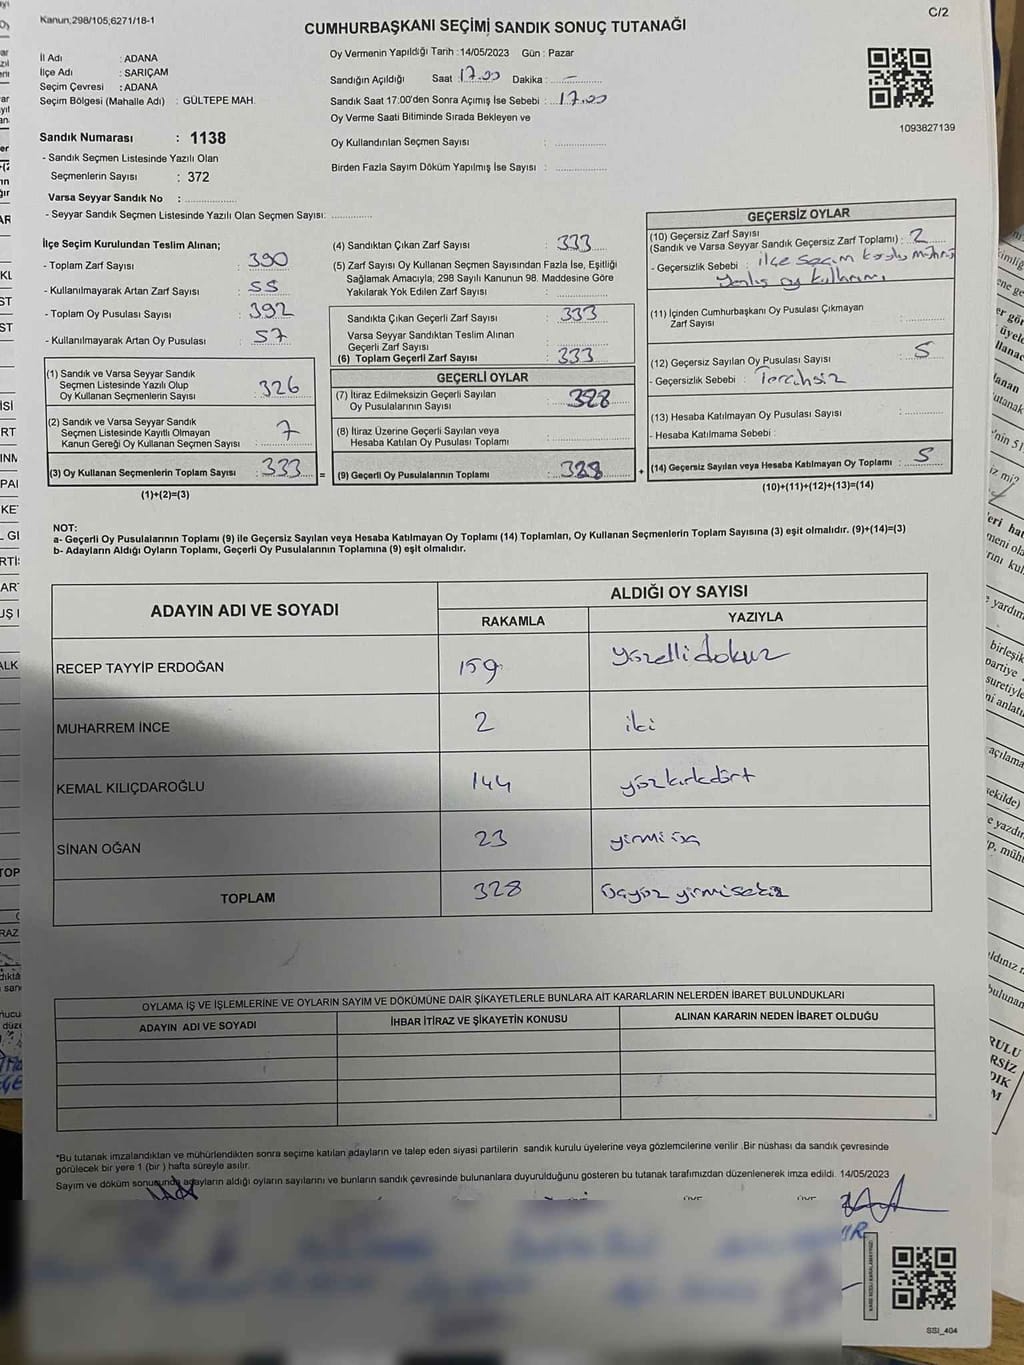 Kanun,298/105,6271/18-1
C/2
CUMHURBAŞKANI SEÇİMİ SANDIK SONUÇ TUTANAĞI
İl Adı : ADANA
İlçe Adı : SARIÇAM
Seçim Çevresi : ADANA
Seçim Bölgesi (Mahalle Adı) : GÜLTEPE MAH.
Oy Vermenin Yapıldığı Tarih : 14/05/2023 Gün : Pazar
Sandığın Açıldığı Saat : 17.00 Dakika : —
Sandık Saat 17:00'den Sonra Açımış İse Sebebi : 17.00
Oy Verme Saati Bitiminde Sırada Bekleyen ve
Oy Kullandırılan Seçmen Sayısı :
Birden Fazla Sayım Döküm Yapılmış İse Sayısı :
1093827139
Sandık Numarası : 1138
- Sandık Seçmen Listesinde Yazılı Olan
Seçmenlerin Sayısı : 372
Varsa Seyyar Sandık No :
- Seyyar Sandık Seçmen Listesinde Yazılı Olan Seçmen Sayısı:
İlçe Seçim Kurulundan Teslim Alınan;
- Toplam Zarf Sayısı : 390
- Kullanılmayarak Artan Zarf Sayısı : 55
- Toplam Oy Pusulası Sayısı : 392
- Kullanılmayarak Artan Oy Pusulası : 57
(1) Sandık ve Varsa Seyyar Sandık
Seçmen Listesinde Yazılı Olup
Oy Kullanan Seçmenlerin Sayısı : 326
(2) Sandık ve Varsa Seyyar Sandık
Seçmen Listesinde Kayıtlı Olmayan
Kanun Gereği Oy Kullanan Seçmen Sayısı : 7
(3) Oy Kullanan Seçmenlerin Toplam Sayısı : 333 =
(1)+(2)=(3)
(4) Sandıktan Çıkan Zarf Sayısı : 333
(5) Zarf Sayısı Oy Kullanan Seçmen Sayısından Fazla İse, Eşitliği
Sağlamak Amacıyla, 298 Sayılı Kanunun 98. Maddesine Göre
Yakılarak Yok Edilen Zarf Sayısı :
Sandıkta Çıkan Geçerli Zarf Sayısı : 333
Varsa Seyyar Sandıktan Teslim Alınan
Geçerli Zarf Sayısı :
(6) Toplam Geçerli Zarf Sayısı : 333
GEÇERLİ OYLAR
(7) İtiraz Edilmeksizin Geçerli Sayılan
Oy Pusulalarının Sayısı : 328
(8) İtiraz Üzerine Geçerli Sayılan veya
Hesaba Katılan Oy Pusulası Toplamı :
(9) Geçerli Oy Pusulalarının Toplamı : 328 +
GEÇERSİZ OYLAR
(10) Geçersiz Zarf Sayısı
(Sandık ve Varsa Seyyar Sandık Geçersiz Zarf Toplamı) : 2
- Geçersizlik Sebebi : ilçe seçim kurulu mührü
Yanlış oy kullanımı
(11) İçinden Cumhurbaşkanı Oy Pusulası Çıkmayan
Zarf Sayısı :
(12) Geçersiz Sayılan Oy Pusulası Sayısı : 5
- Geçersizlik Sebebi : Tercihsiz
(13) Hesaba Katılmayan Oy Pusulası Sayısı :
- Hesaba Katılmama Sebebi :
(14) Geçersiz Sayılan veya Hesaba Katılmayan Oy Toplamı : 5
(10)+(11)+(12)+(13)=(14)
NOT:
a- Geçerli Oy Pusulalarının Toplamı (9) ile Geçersiz Sayılan veya Hesaba Katılmayan Oy Toplamı (14) Toplamları, Oy Kullanan Seçmenlerin Toplam Sayısına (3) eşit olmalıdır. (9)+(14)=(3)
b- Adayların Aldığı Oyların Toplamı, Geçerli Oy Pusulalarının Toplamına (9) eşit olmalıdır.
ADAYIN ADI VE SOYADI
ALDIĞI OY SAYISI
RAKAMLA YAZIYLA
RECEP TAYYİP ERDOĞAN 159 yüzellidokuz
MUHARREM İNCE 2 iki
KEMAL KILIÇDAROĞLU 144 yüzkırkdört
SİNAN OĞAN 23 yirmi üç
TOPLAM 328 üçyüz yirmisekiz
OYLAMA İŞ VE İŞLEMLERİNE VE OYLARIN SAYIM VE DÖKÜMÜNE DAİR ŞİKAYETLERLE BUNLARA AİT KARARLARIN NELERDEN İBARET BULUNDUKLARI
ADAYIN ADI VE SOYADI İHBAR İTİRAZ VE ŞİKAYETİN KONUSU ALINAN KARARIN NEDEN İBARET OLDUĞU
*Bu tutanak imzalandıktan ve mühürlendikten sonra seçime katılan adayların ve talep eden siyasi partilerin sandık kurulu üyelerine veya gözlemcilerine verilir .Bir nüshası da sandık çevresinde
görülecek bir yere 1 (bir ) hafta süreyle asılır.
Sayım ve döküm sonucunda adayların aldığı oyların sayılarını ve bunların sandık çevresinde bulunanlara duyurulduğunu gösteren bu tutanak tarafımızdan düzenlenerek imza edildi. 14/05/2023
SSI_404